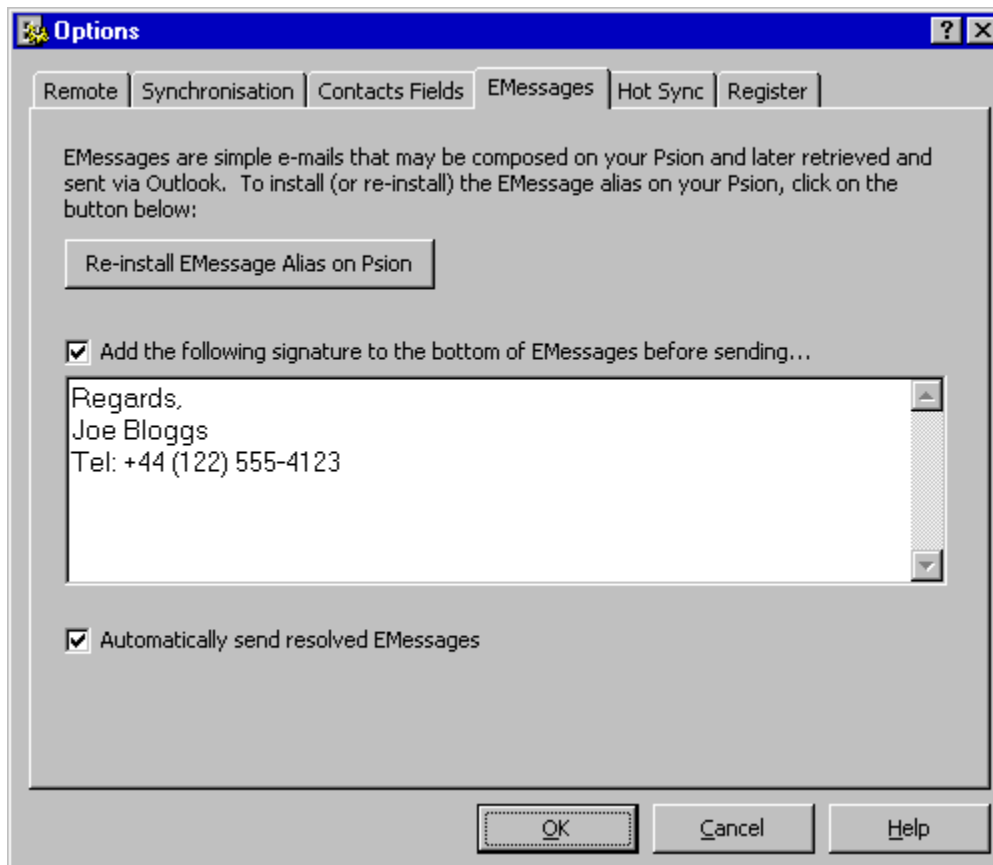 Options
Remote Synchronisation Contacts Fields EMessages Hot Sync Register
EMessages are simple e-mails that may be composed on your Psion and later retrieved and
sent via Outlook.  To install (or re-install) the EMessage alias on your Psion, click on the
button below:
Re-install EMessage Alias on Psion
Add the following signature to the bottom of EMessages before sending...
Regards,
Joe Bloggs
Tel: +44 (122) 555-4123
Automatically send resolved EMessages
OK Cancel Help